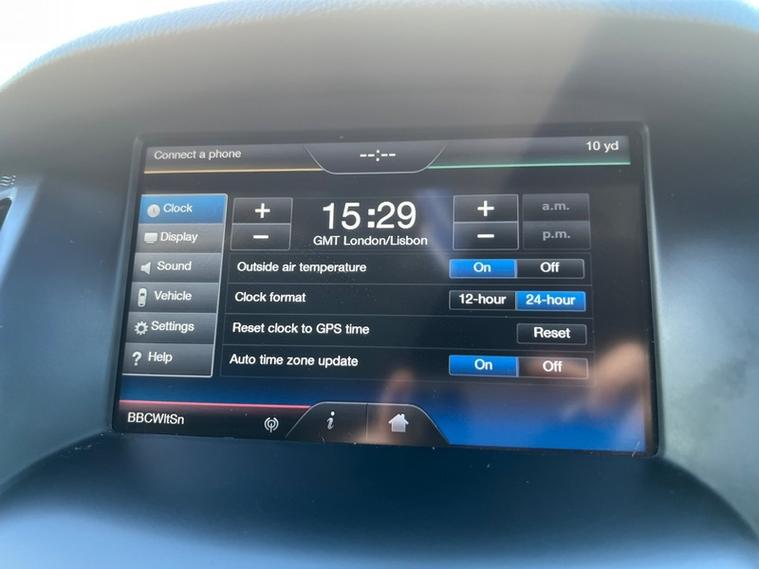 Connect a phone --:-- 10 yd
Clock
Display
Sound
Vehicle
Settings
? Help
+ 15:29 + a.m.
− GMT London/Lisbon − p.m.
Outside air temperature On Off
Clock format 12-hour 24-hour
Reset clock to GPS time Reset
Auto time zone update On Off
BBCWltSn i